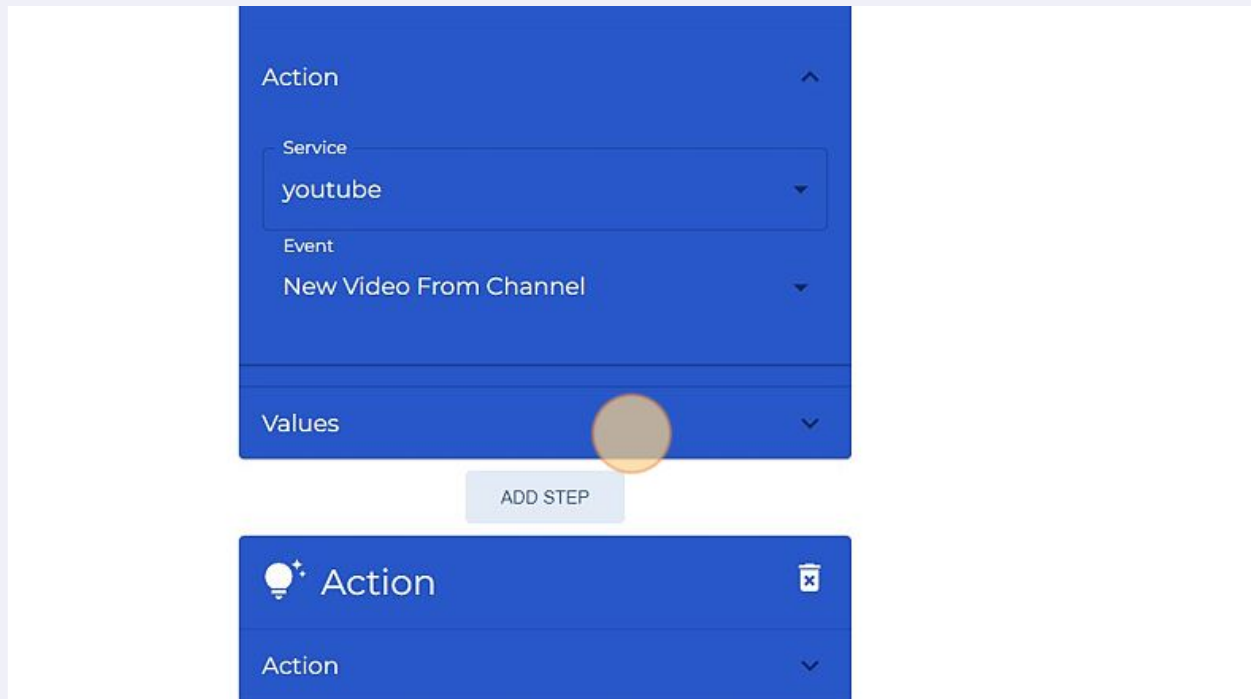 Action
Service
youtube
Event
New Video From Channel
Values
ADD STEP
Action
Action